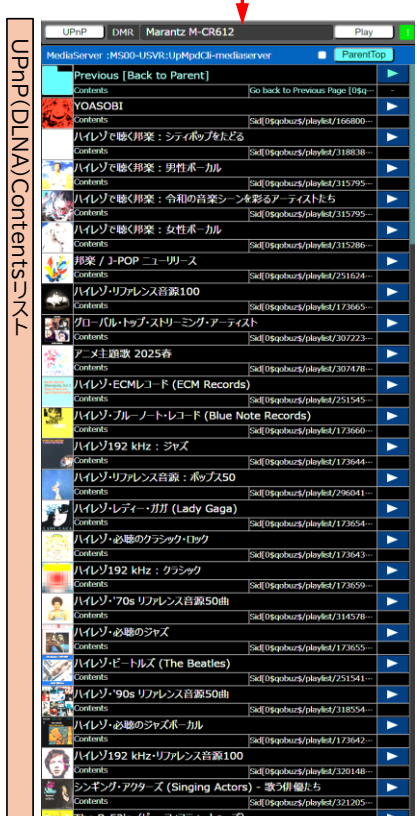 UPnP DMR Marantz M-CR612 Play
MediaServer :MS00-USVR:UpMpdCli-mediaserver ParentTop
UPnP(DLNA)Contentsリスト
Previous [Back to Parent]
Contents Go back to Previous Page [0$q… -
YOASOBI
Contents Sid[0$qobuz$/playlist/166800…
ハイレゾで聴く邦楽：シティポップをたどる
Contents Sid[0$qobuz$/playlist/318838…
ハイレゾで聴く邦楽：男性ボーカル
Contents Sid[0$qobuz$/playlist/315795…
ハイレゾで聴く邦楽：令和の音楽シーンを彩るアーティストたち
Contents Sid[0$qobuz$/playlist/315795…
ハイレゾで聴く邦楽：女性ボーカル
Contents Sid[0$qobuz$/playlist/315286…
邦楽 / J-POP ニューリリース
Contents Sid[0$qobuz$/playlist/251624…
ハイレゾ・リファレンス音源100
Contents Sid[0$qobuz$/playlist/173665…
グローバル・トップ・ストリーミング・アーティスト
Contents Sid[0$qobuz$/playlist/307223…
アニメ主題歌 2025春
Contents Sid[0$qobuz$/playlist/307478…
ハイレゾ・ECMレコード (ECM Records)
Contents Sid[0$qobuz$/playlist/251545…
ハイレゾ・ブルーノート・レコード (Blue Note Records)
Contents Sid[0$qobuz$/playlist/173660…
ハイレゾ192 kHz：ジャズ
Contents Sid[0$qobuz$/playlist/173644…
ハイレゾ・リファレンス音源：ポップス50
Contents Sid[0$qobuz$/playlist/296041…
ハイレゾ・レディー・ガガ (Lady Gaga)
Contents Sid[0$qobuz$/playlist/173654…
ハイレゾ・必聴のクラシック・ロック
Contents Sid[0$qobuz$/playlist/173643…
ハイレゾ192 kHz：クラシック
Contents Sid[0$qobuz$/playlist/173659…
ハイレゾ・'70s リファレンス音源50曲
Contents Sid[0$qobuz$/playlist/314578…
ハイレゾ・必聴のジャズ
Contents Sid[0$qobuz$/playlist/173655…
ハイレゾ・ビートルズ (The Beatles)
Contents Sid[0$qobuz$/playlist/251541…
ハイレゾ・'90s リファレンス音源50曲
Contents Sid[0$qobuz$/playlist/318554…
ハイレゾ・必聴のジャズボーカル
Contents Sid[0$qobuz$/playlist/173642…
ハイレゾ192 kHz・リファレンス音源100
Contents Sid[0$qobuz$/playlist/320148…
シンギング・アクターズ (Singing Actors) - 歌う俳優たち
Contents Sid[0$qobuz$/playlist/321205…